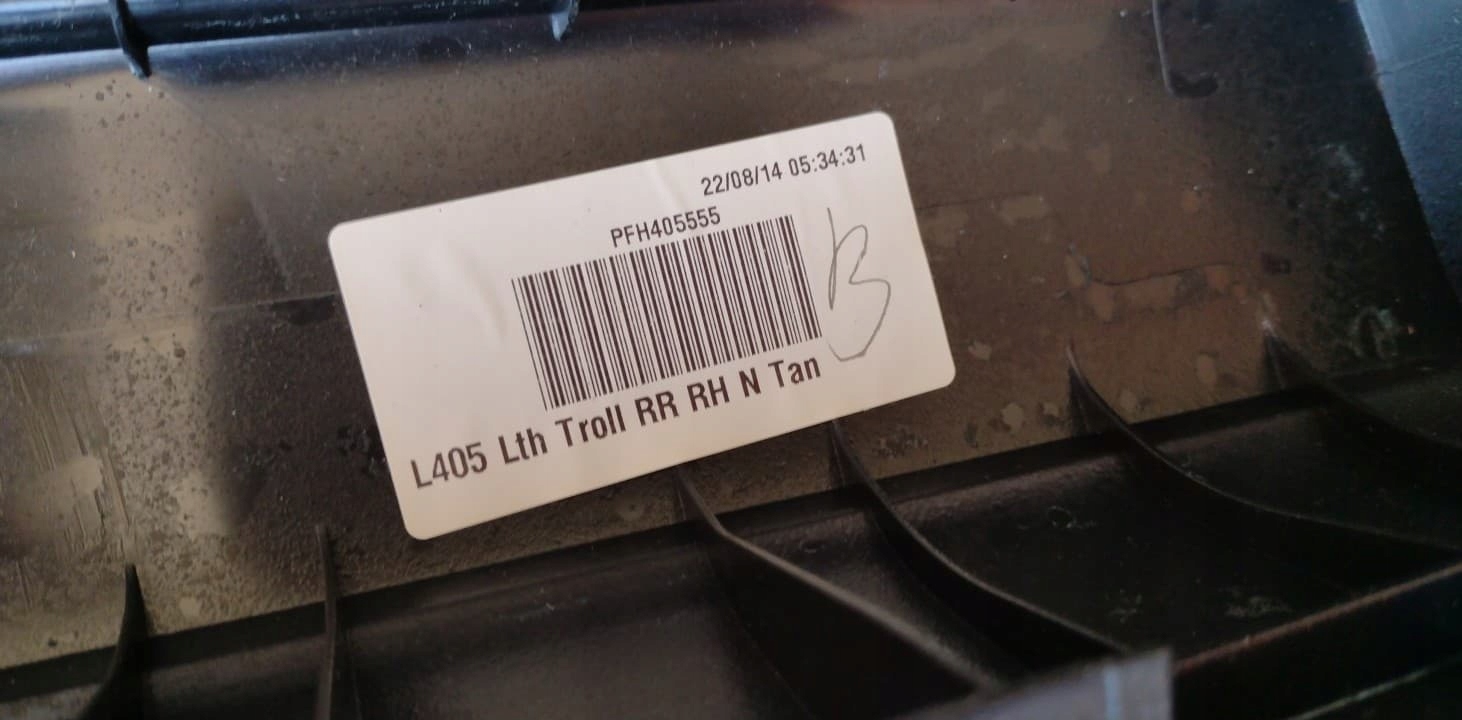 22/08/14 05:34:31
PFH405555
B
L405 Lth Troll RR RH N Tan